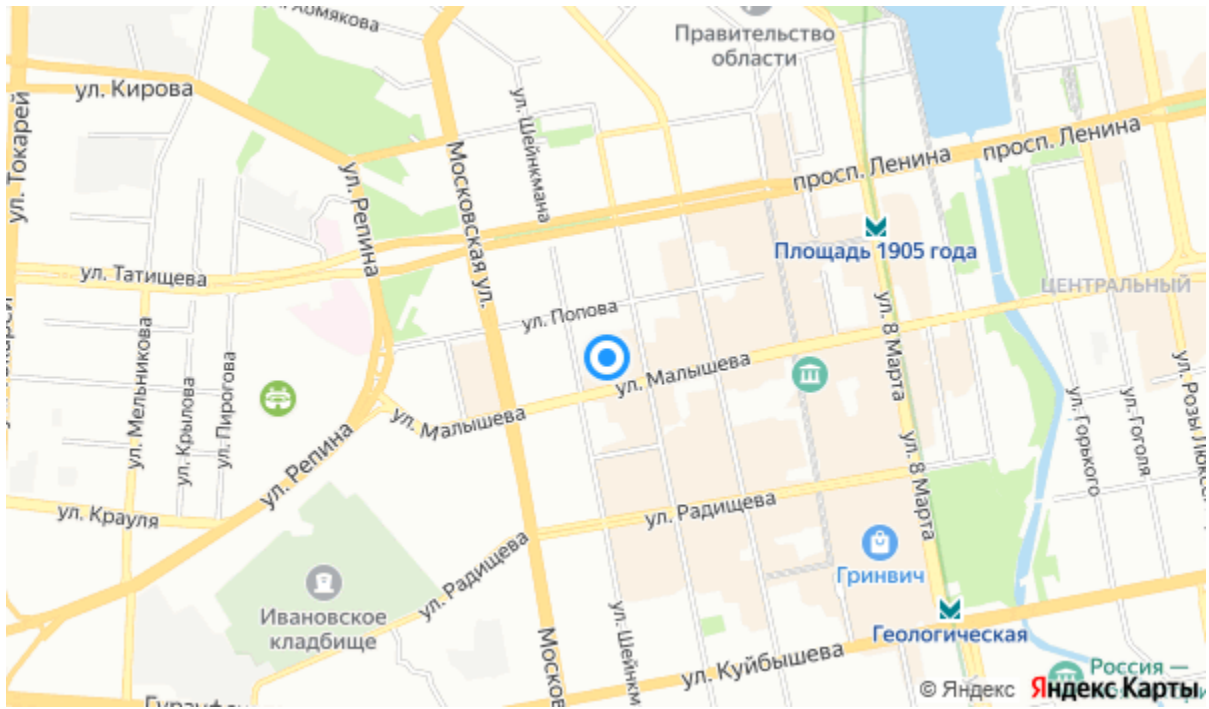 Правительство
области
ул. Кирова
ул. Токарей
ул. Шейнкмана
просп. Ленина
просп. Ленина
Московская ул.
ул. Репина
Площадь 1905 года
ул. Татищева
ЦЕНТРАЛЬНЫЙ
ул. Попова
ул. 8 Марта
ул. Малышева
ул. Мельникова
ул. Крылова
ул. Пирогова
ул. Малышева
ул. Горького
ул. Гоголя
ул. Розы Люксе
ул. Репина
ул. 8 Марта
ул. Крауля
ул. Радищева
ул. Радищева
Гринвич
Ивановское
кладбище
Геологическая
ул. Шейнкм
Москов
ул. Куйбышева
Россия —
© Яндекс Яндекс Карты